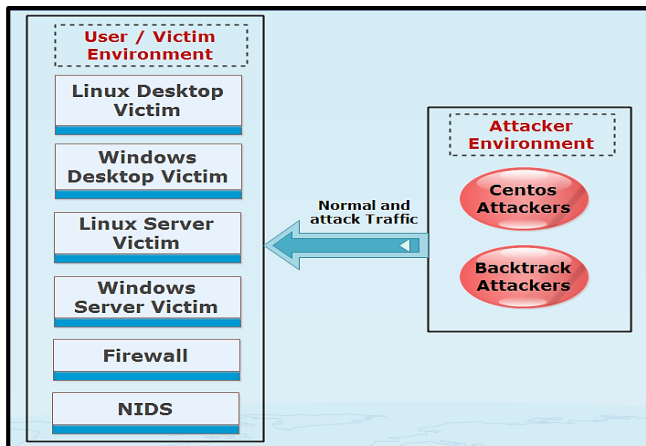 User / Victim
Environment
Linux Desktop
Victim
Windows
Desktop Victim
Linux Server
Victim
Windows
Server Victim
Firewall
NIDS
Normal and
attack Traffic
Attacker
Environment
Centos
Attackers
Backtrack
Attackers